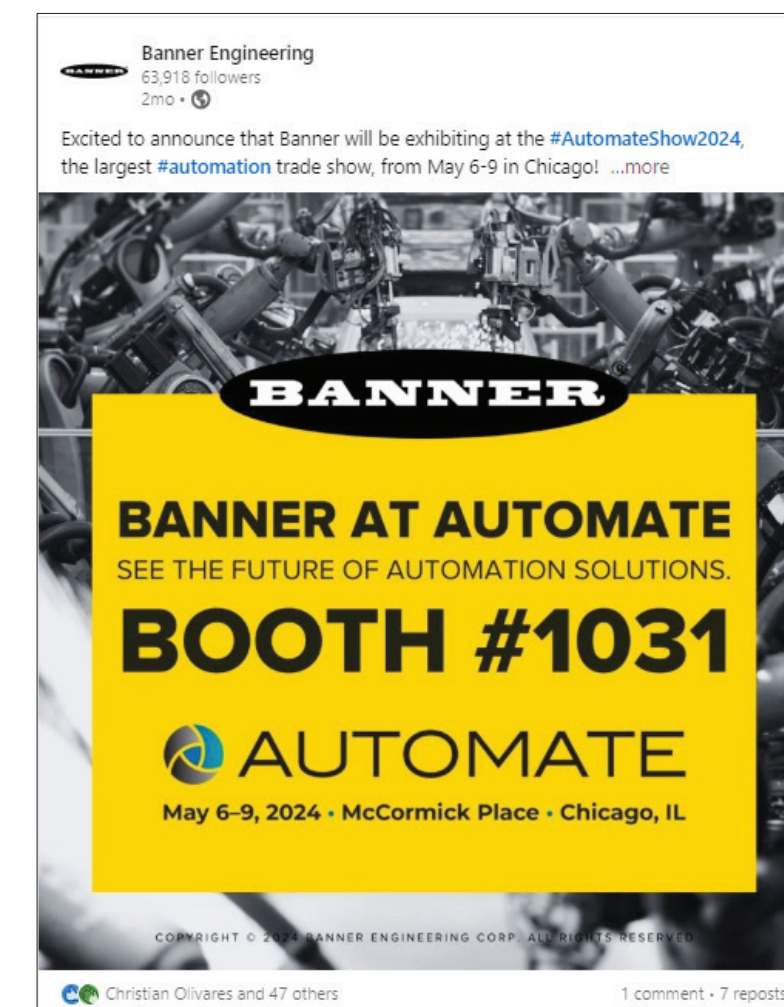 BANNER
Banner Engineering
63,918 followers
2mo •
Excited to announce that Banner will be exhibiting at the #AutomateShow2024,
the largest #automation trade show, from May 6-9 in Chicago! ...more
BANNER
BANNER AT AUTOMATE
SEE THE FUTURE OF AUTOMATION SOLUTIONS.
BOOTH #1031
AUTOMATE
May 6–9, 2024 • McCormick Place • Chicago, IL
COPYRIGHT © 2024 BANNER ENGINEERING CORP. ALL RIGHTS RESERVED
Christian Olivares and 47 others 1 comment • 7 reposts